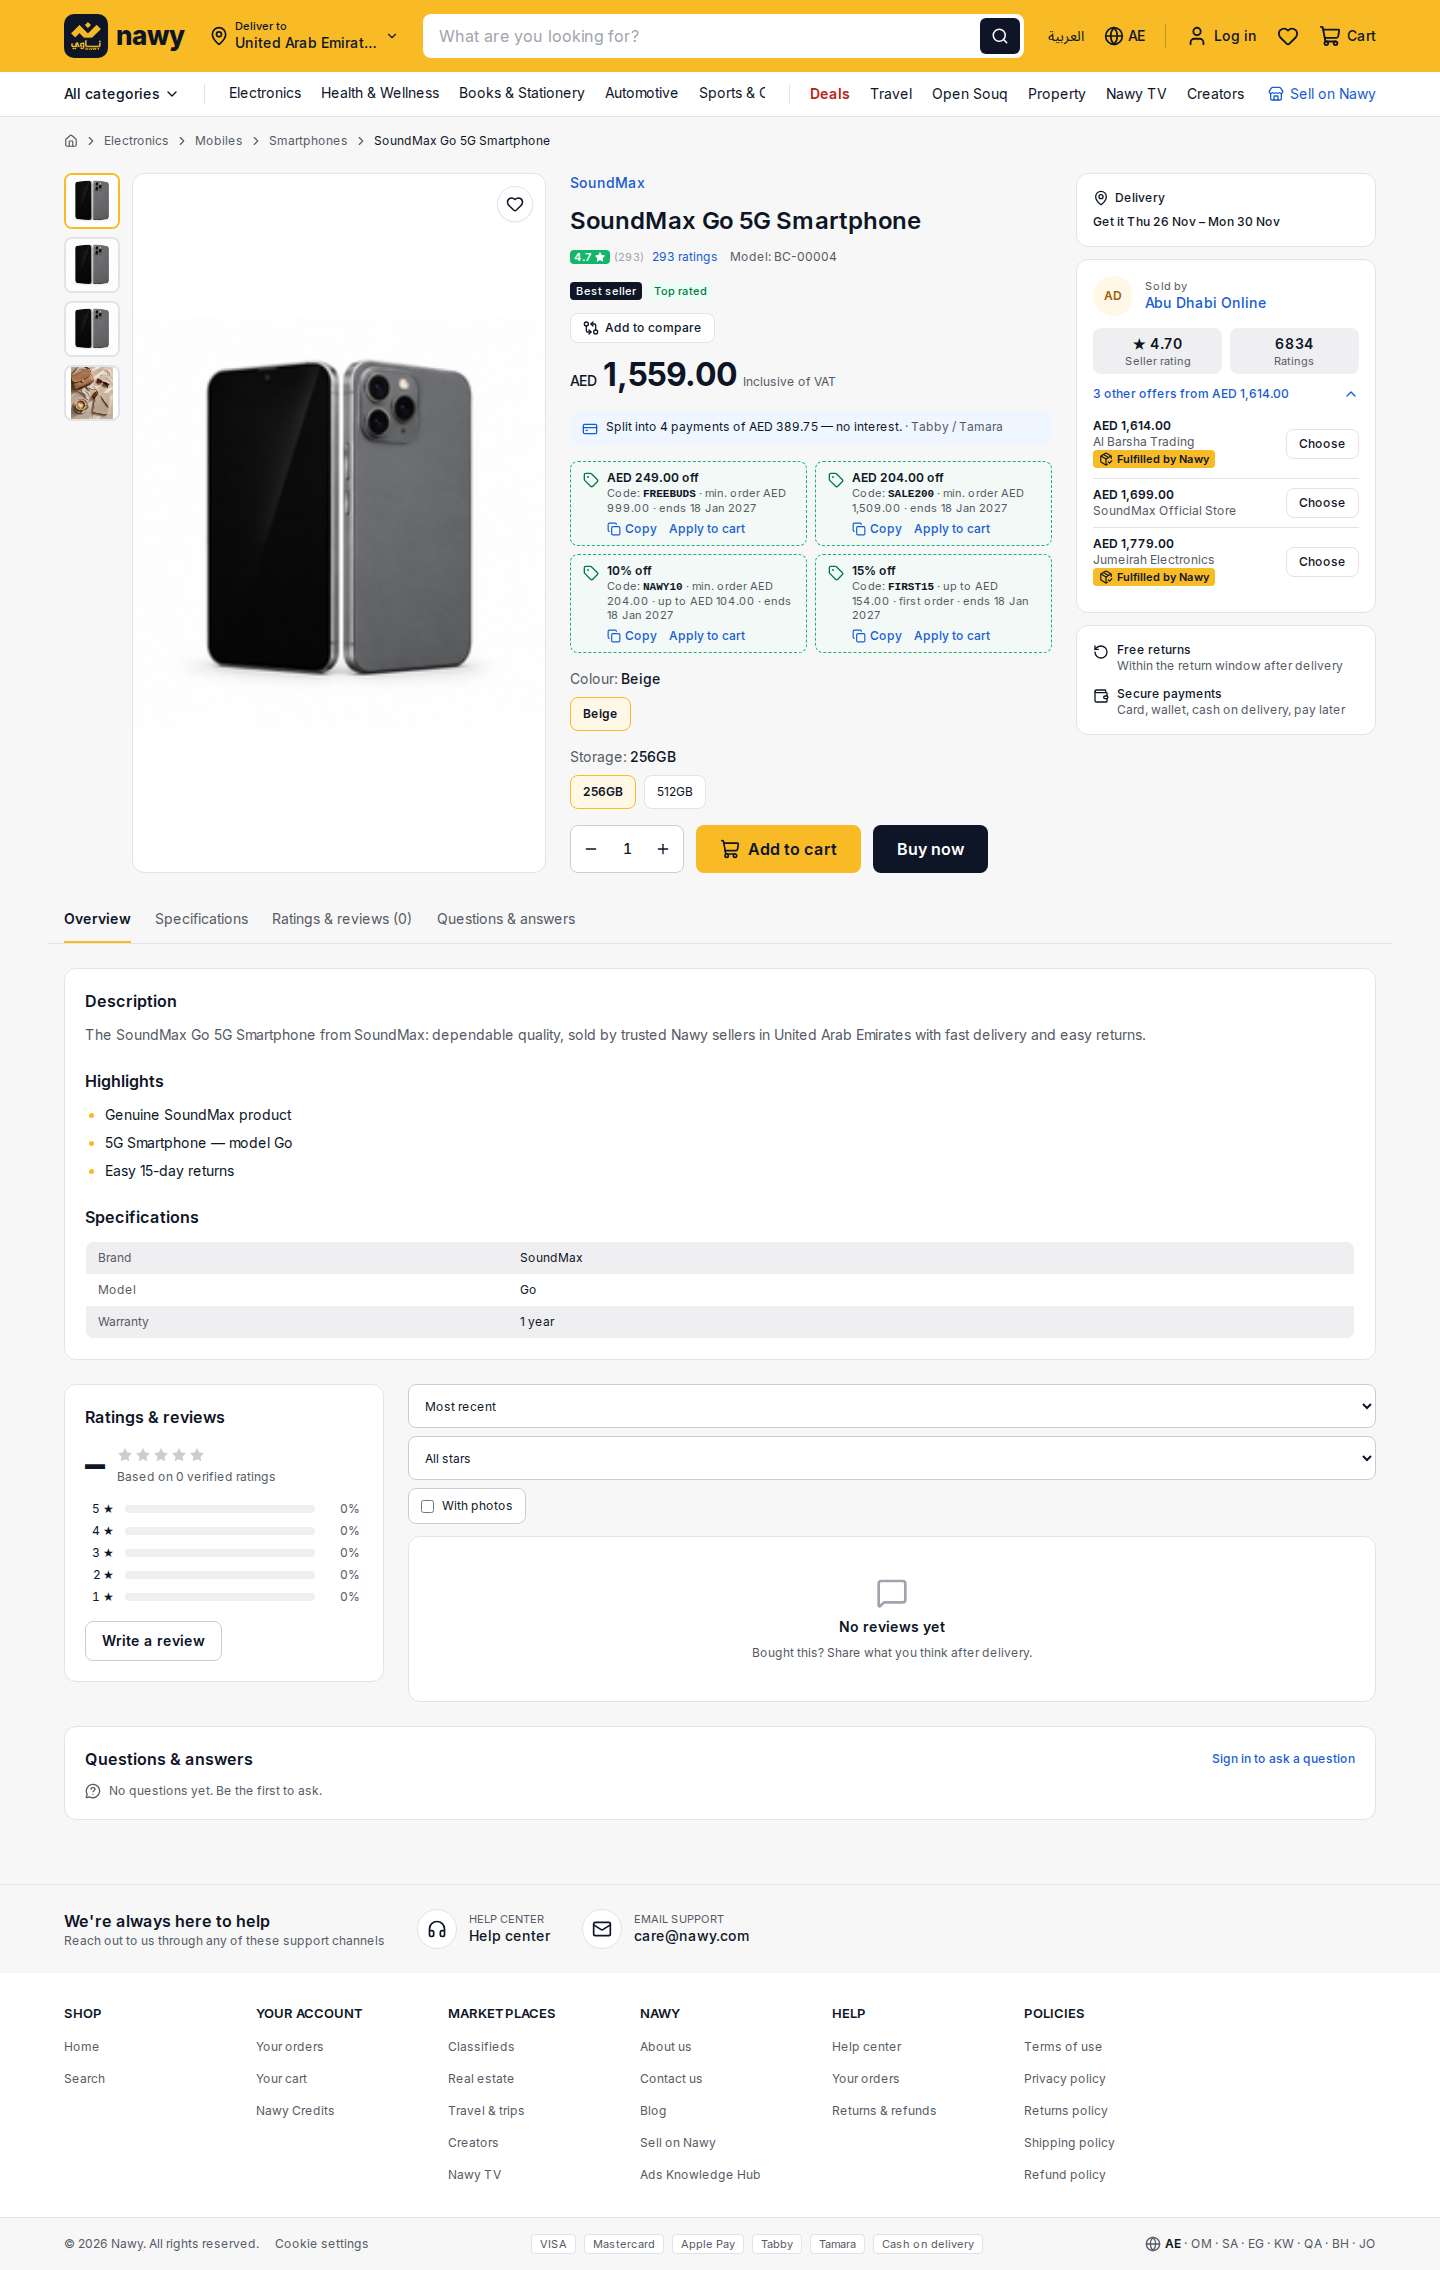 نـــاوي
NAWY
nawy
Deliver to
United Arab Emirat...
What are you looking for?
العربية
AE
Log in
Cart
All categories
Electronics
Health & Wellness
Books & Stationery
Automotive
Sports & C
Deals
Travel
Open Souq
Property
Nawy TV
Creators
Sell on Nawy
Electronics
Mobiles
Smartphones
SoundMax Go 5G Smartphone
SoundMax
SoundMax Go 5G Smartphone
4.7 ★ (293) 293 ratings Model: BC-00004
Best seller Top rated
Add to compare
AED 1,559.00 Inclusive of VAT
Split into 4 payments of AED 389.75 — no interest. · Tabby / Tamara
AED 249.00 off
Code: FREEBUDS · min. order AED
999.00 · ends 18 Jan 2027
Copy Apply to cart
AED 204.00 off
Code: SALE200 · min. order AED
1,509.00 · ends 18 Jan 2027
Copy Apply to cart
10% off
Code: NAWY10 · min. order AED
204.00 · up to AED 104.00 · ends
18 Jan 2027
Copy Apply to cart
15% off
Code: FIRST15 · up to AED
154.00 · first order · ends 18 Jan
2027
Copy Apply to cart
Colour: Beige
Beige
Storage: 256GB
256GB 512GB
1
Add to cart
Buy now
Delivery
Get it Thu 26 Nov – Mon 30 Nov
AD
Sold by
Abu Dhabi Online
★ 4.70
Seller rating
6834
Ratings
3 other offers from AED 1,614.00
AED 1,614.00
Al Barsha Trading
Fulfilled by Nawy
Choose
AED 1,699.00
SoundMax Official Store
Choose
AED 1,779.00
Jumeirah Electronics
Fulfilled by Nawy
Choose
Free returns
Within the return window after delivery
Secure payments
Card, wallet, cash on delivery, pay later
Overview
Specifications
Ratings & reviews (0)
Questions & answers
Description
The SoundMax Go 5G Smartphone from SoundMax: dependable quality, sold by trusted Nawy sellers in United Arab Emirates with fast delivery and easy returns.
Highlights
Genuine SoundMax product
5G Smartphone — model Go
Easy 15-day returns
Specifications
Brand SoundMax
Model Go
Warranty 1 year
Ratings & reviews
–
Based on 0 verified ratings
5 ★ 0%
4 ★ 0%
3 ★ 0%
2 ★ 0%
1 ★ 0%
Write a review
Most recent
All stars
With photos
No reviews yet
Bought this? Share what you think after delivery.
Questions & answers
Sign in to ask a question
No questions yet. Be the first to ask.
We're always here to help
Reach out to us through any of these support channels
HELP CENTER
Help center
EMAIL SUPPORT
care@nawy.com
SHOP
Home
Search
YOUR ACCOUNT
Your orders
Your cart
Nawy Credits
MARKETPLACES
Classifieds
Real estate
Travel & trips
Creators
Nawy TV
NAWY
About us
Contact us
Blog
Sell on Nawy
Ads Knowledge Hub
HELP
Help center
Your orders
Returns & refunds
POLICIES
Terms of use
Privacy policy
Returns policy
Shipping policy
Refund policy
© 2026 Nawy. All rights reserved.
Cookie settings
VISA
Mastercard
Apple Pay
Tabby
Tamara
Cash on delivery
AE · OM · SA · EG · KW · QA · BH · JO